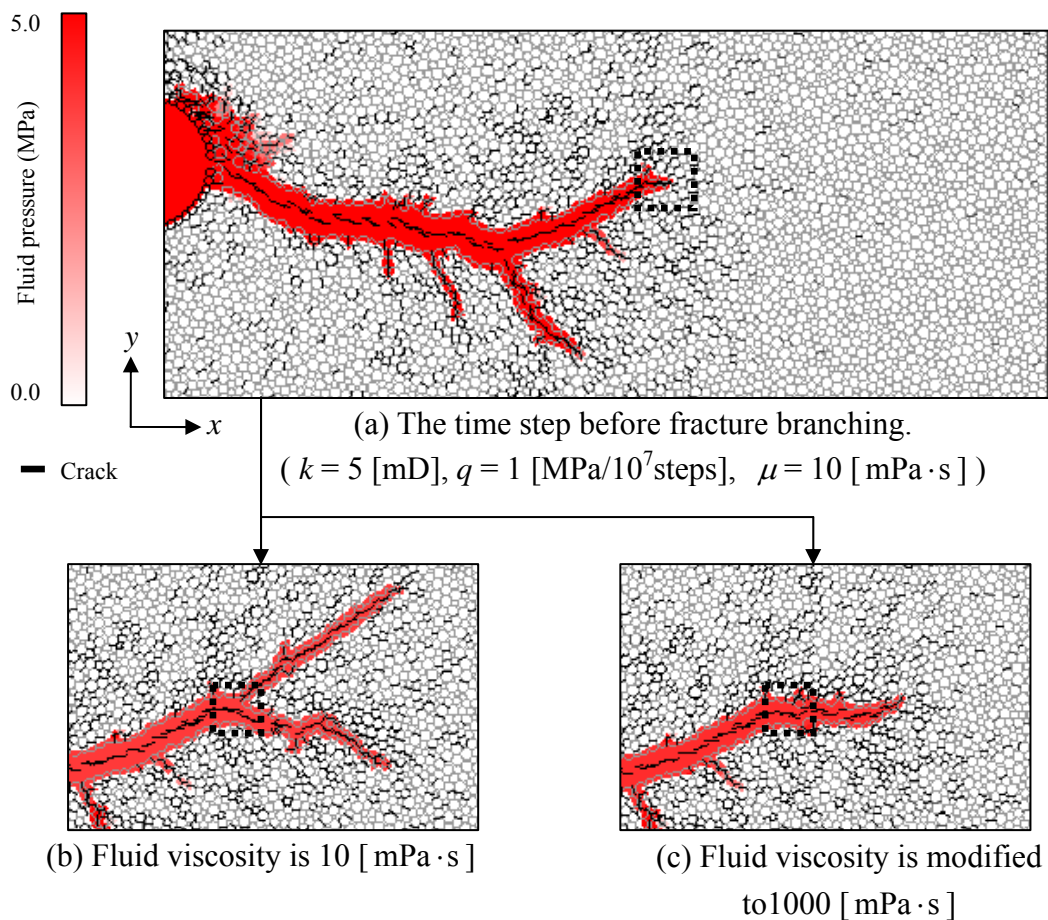 5.0
Fluid pressure (MPa)
0.0
y
x
Crack
(a) The time step before fracture branching.
( k = 5 [mD], q = 1 [MPa/10⁷steps], μ = 10 [ mPa·s ] )
(b) Fluid viscosity is 10 [ mPa·s ]
(c) Fluid viscosity is modified
to1000 [ mPa·s ]